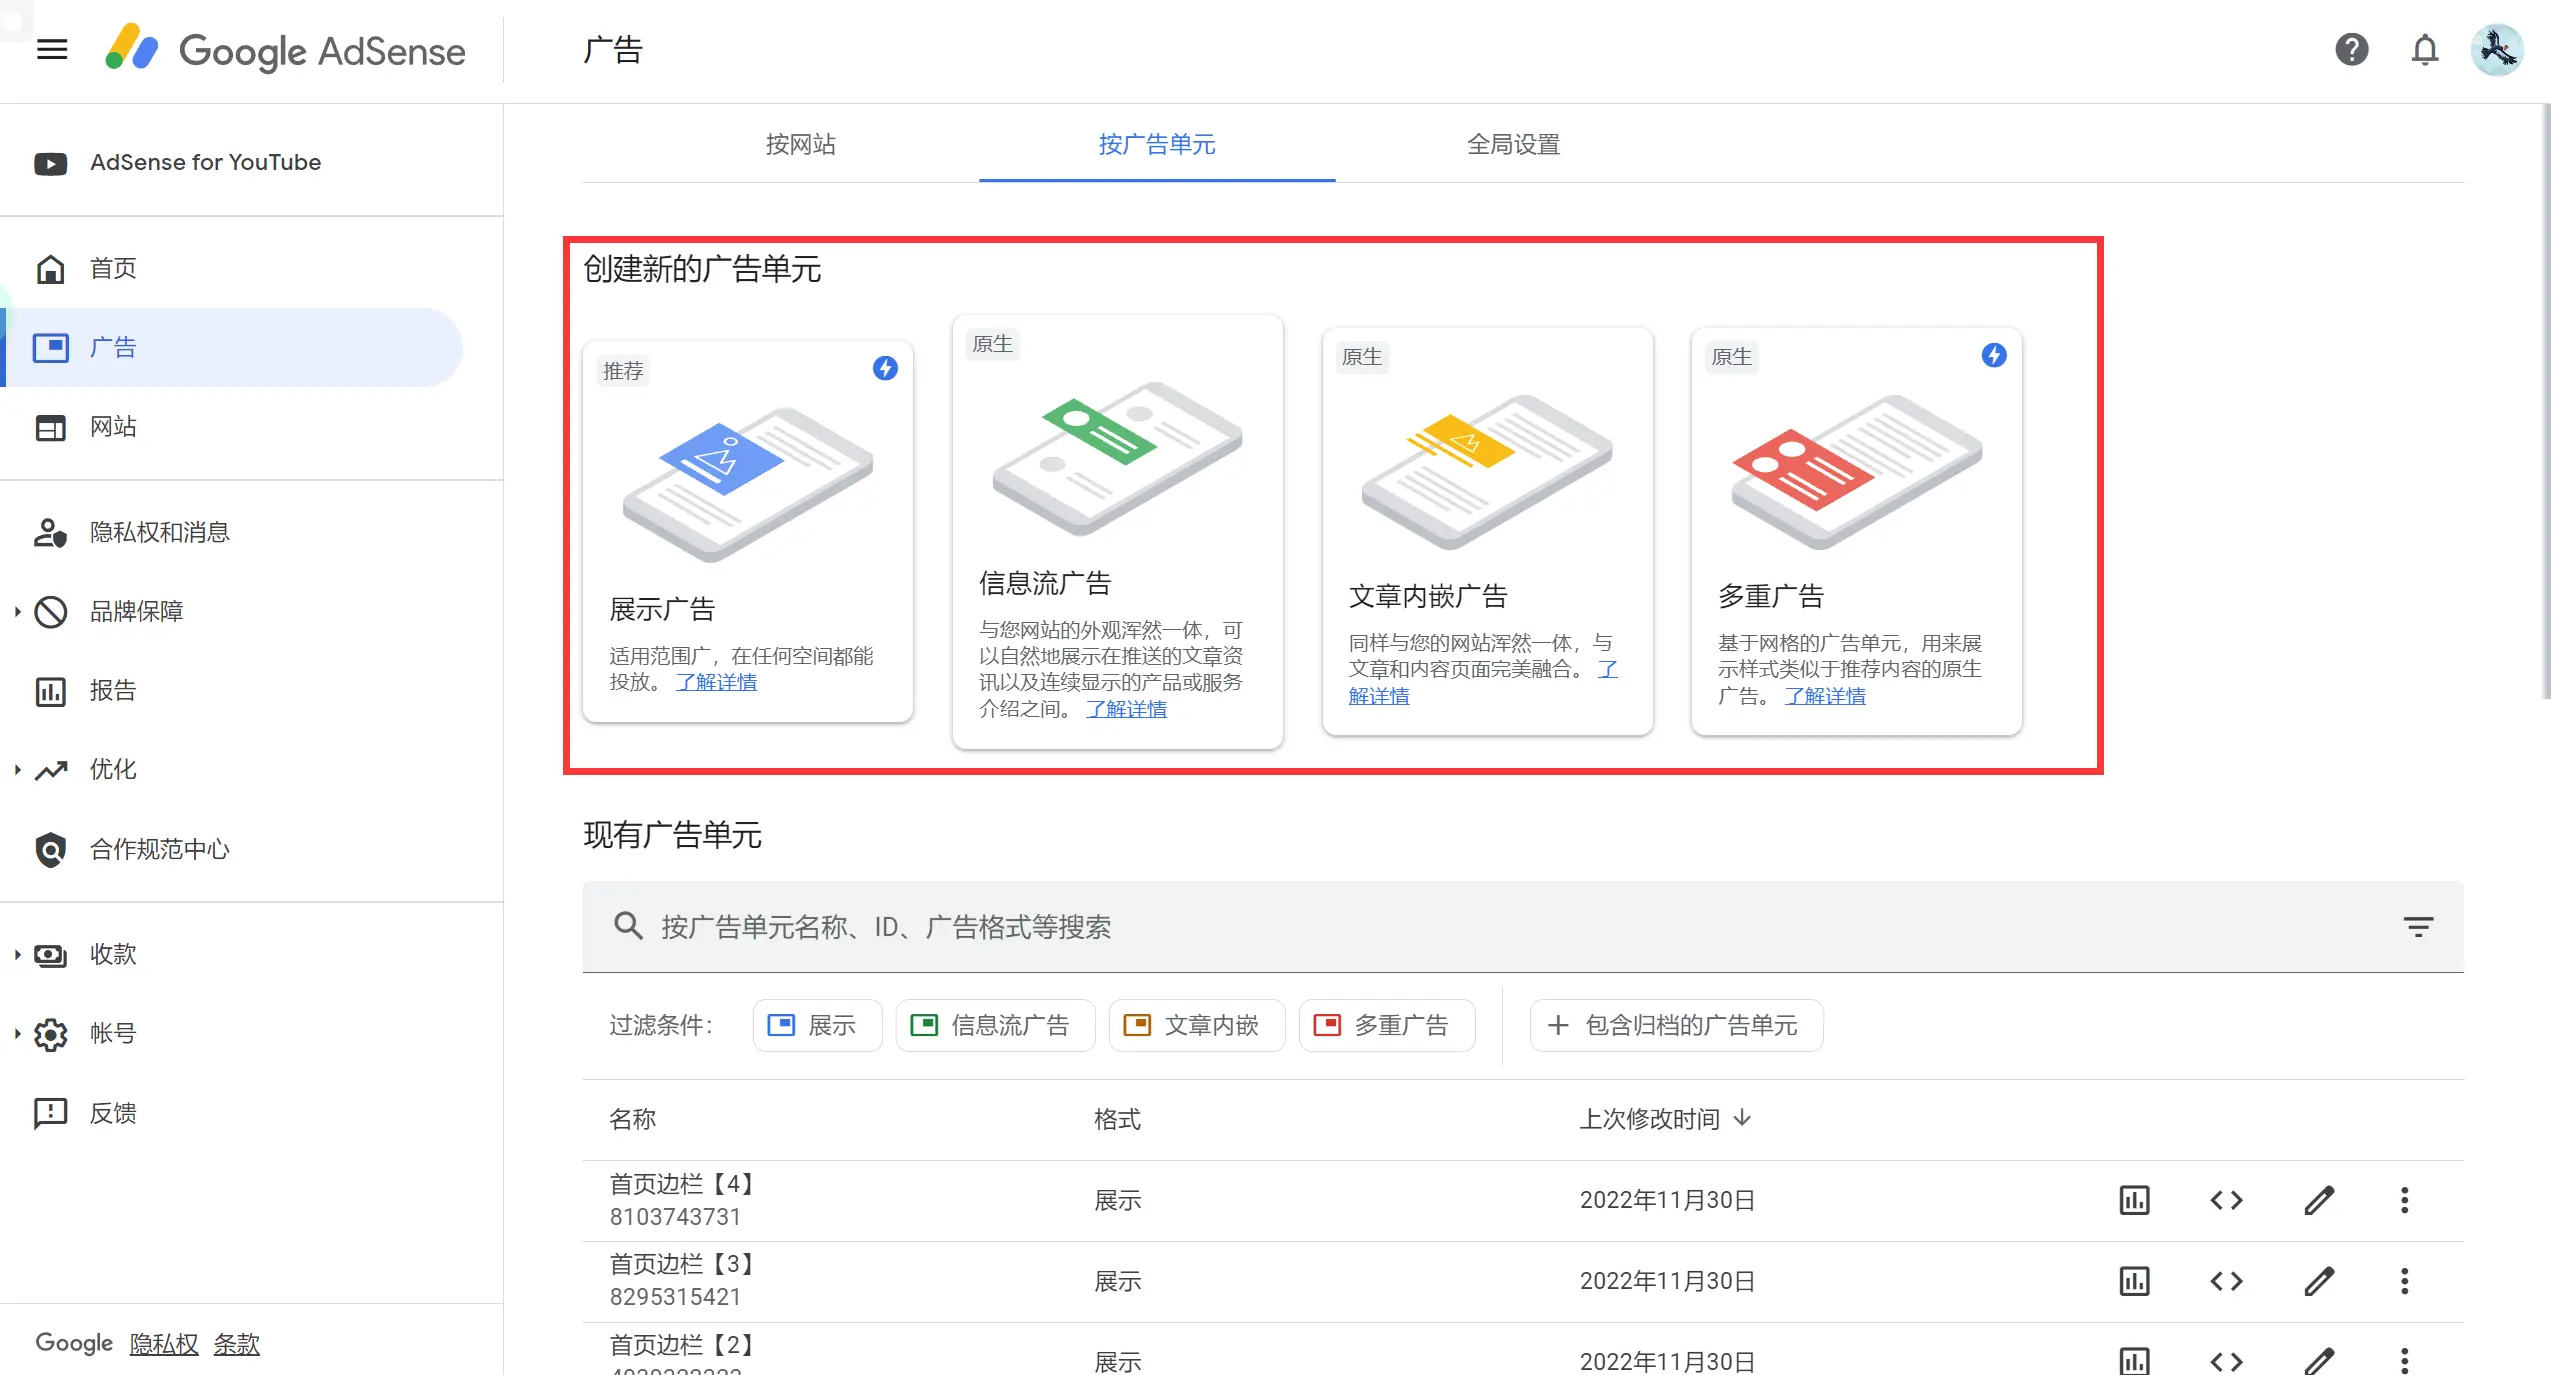 Google AdSense
广告
AdSense for YouTube
首页
广告
网站
隐私权和消息
品牌保障
报告
优化
合作规范中心
收款
帐号
反馈
Google 隐私权 条款
按网站 按广告单元 全局设置
创建新的广告单元
推荐
展示广告
适用范围广，在任何空间都能
投放。 了解详情
原生
信息流广告
与您网站的外观浑然一体，可
以自然地展示在推送的文章资
讯以及连续显示的产品或服务
介绍之间。 了解详情
原生
文章内嵌广告
同样与您的网站浑然一体，与
文章和内容页面完美融合。 了
解详情
原生
多重广告
基于网格的广告单元，用来展
示样式类似于推荐内容的原生
广告。 了解详情
现有广告单元
按广告单元名称、ID、广告格式等搜索
过滤条件： 展示 信息流广告 文章内嵌 多重广告 + 包含归档的广告单元
名称 格式 上次修改时间
首页边栏【4】
8103743731 展示 2022年11月30日
首页边栏【3】
8295315421 展示 2022年11月30日
首页边栏【2】
展示 2022年11月30日